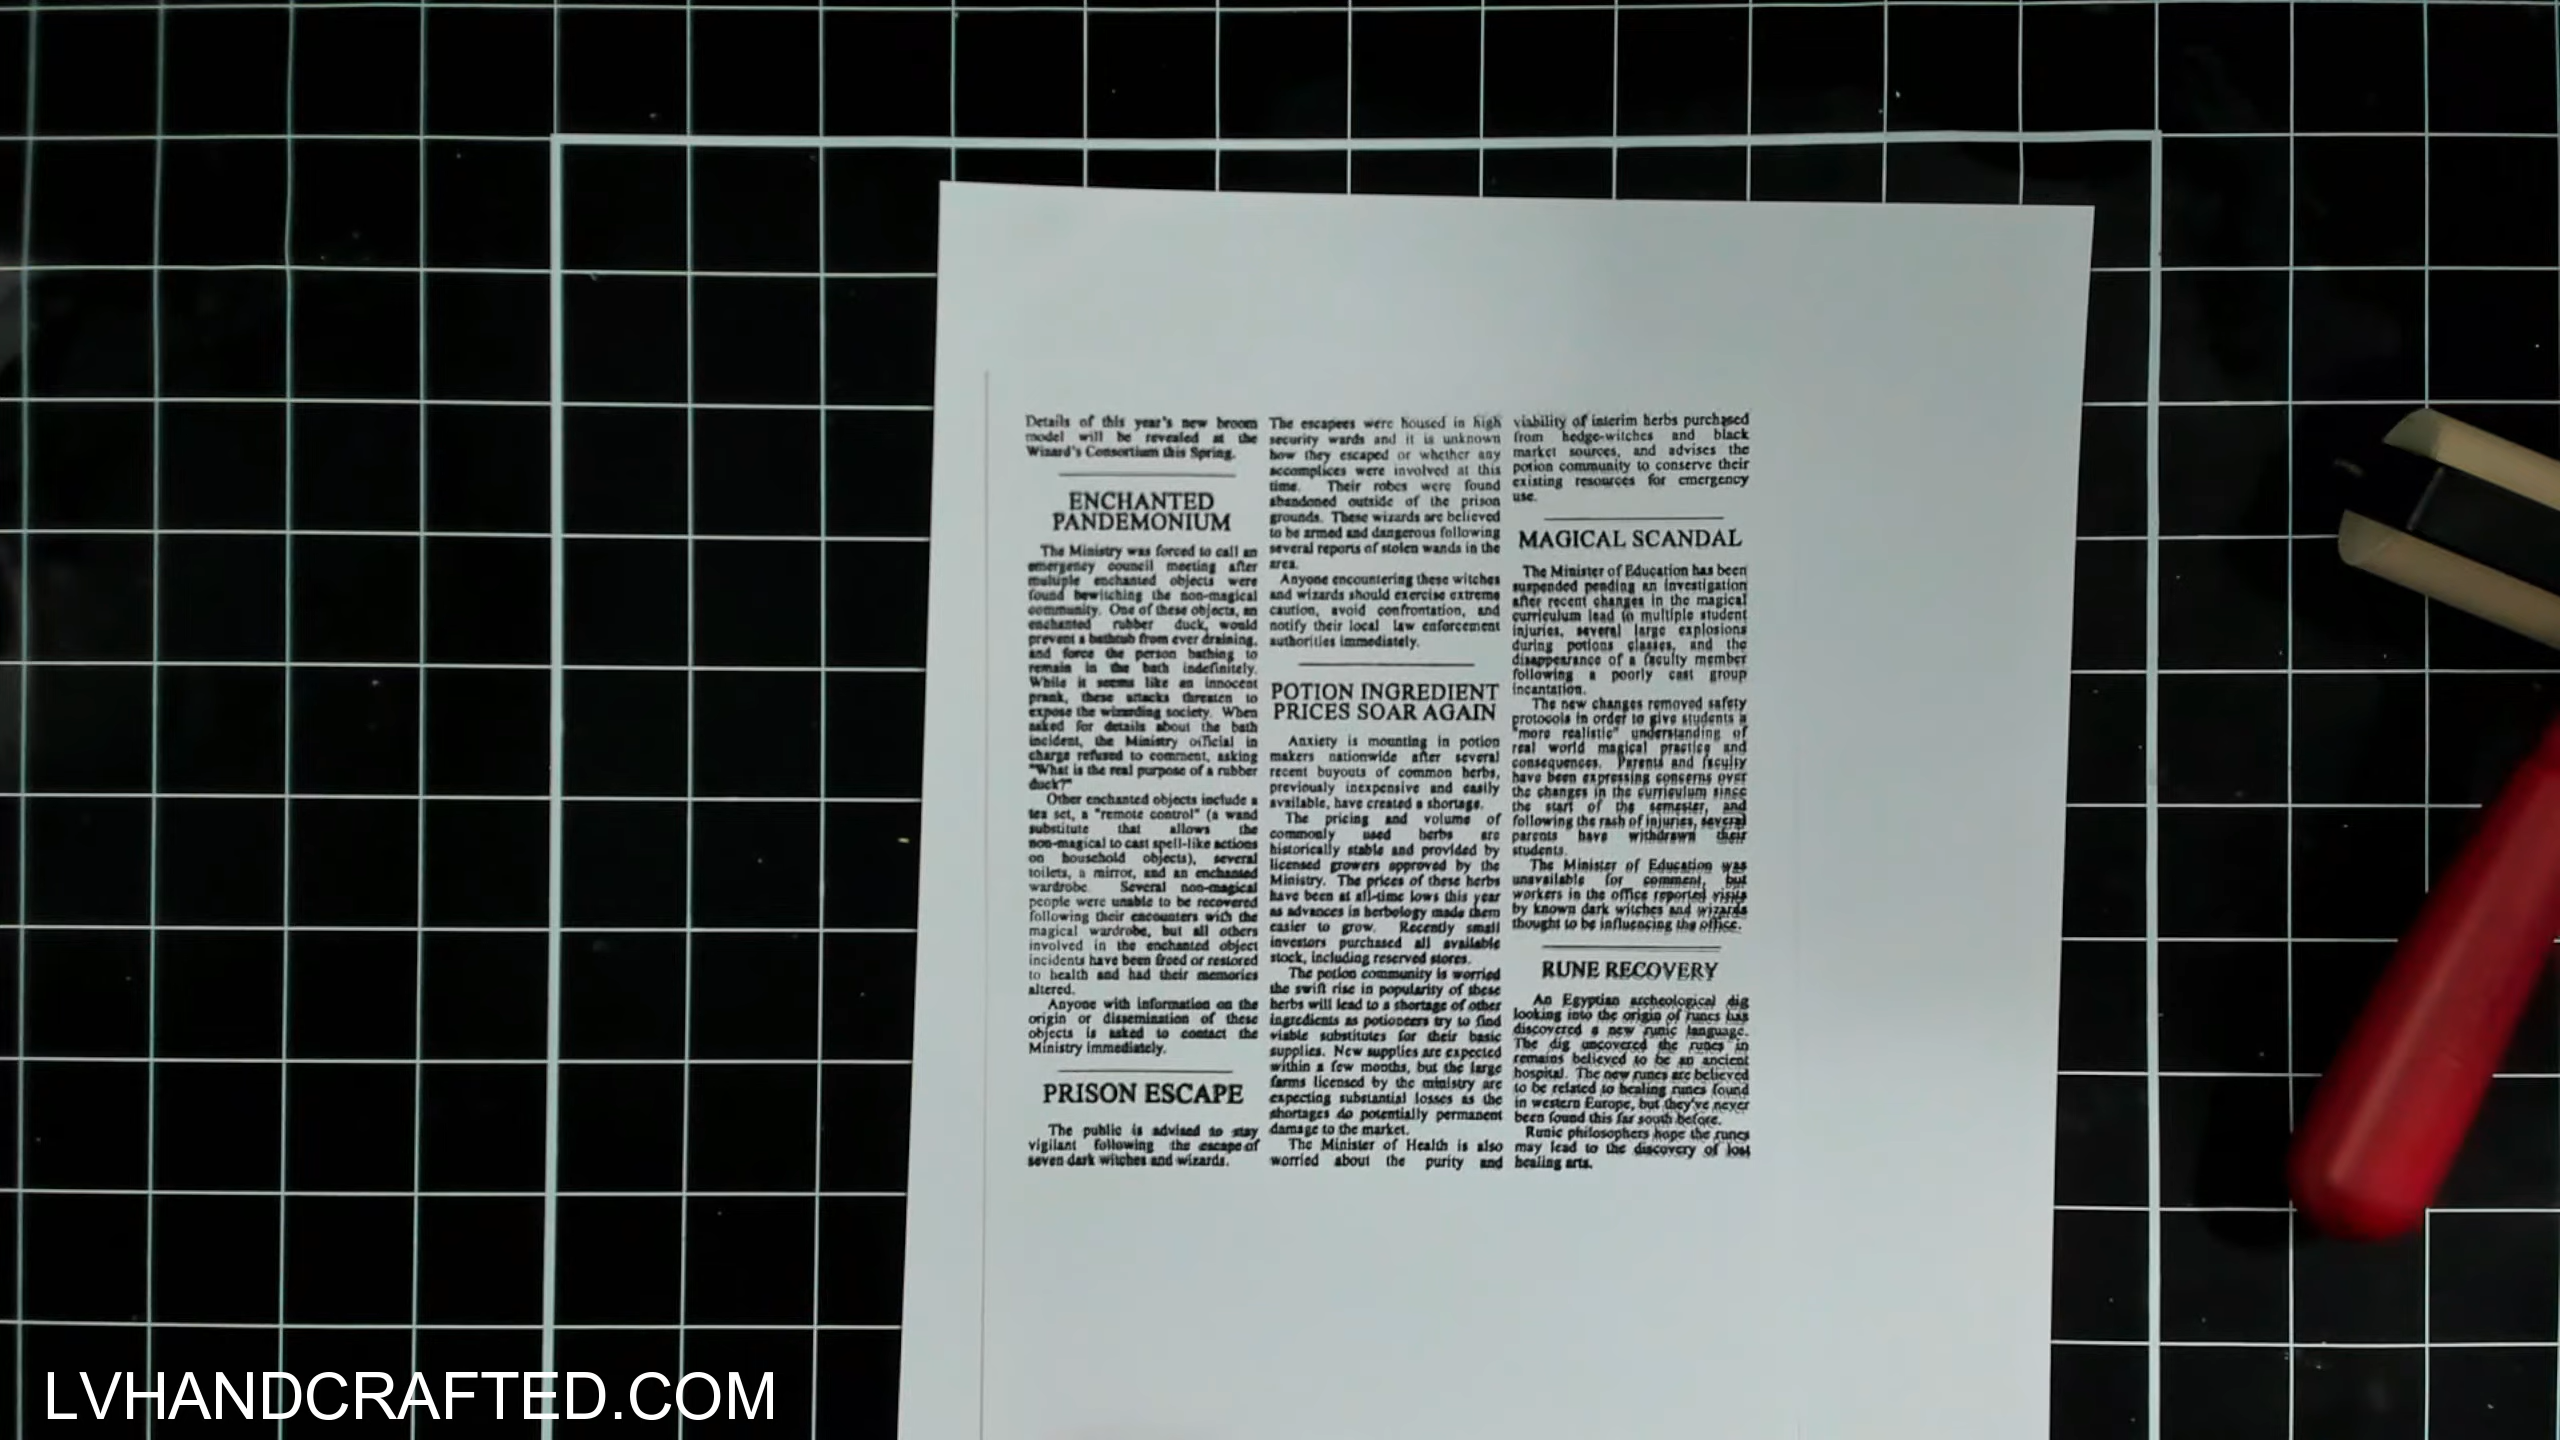 Details of this year's new broom
model will be revealed at the
Wizard's Consortium this Spring.
ENCHANTED
PANDEMONIUM
The Ministry was forced to call an
emergency council meeting after
multiple enchanted objects were
found bewitching the non-magical
community. One of these objects, an
enchanted rubber duck, would
prevent a bathtub from ever draining,
and force the person bathing to
remain in the bath indefinitely.
While it seems like an innocent
prank, these attacks threaten to
expose the wizarding society. When
asked for details about the bath
incident, the Ministry official in
charge refused to comment, asking
"What is the real purpose of a rubber
duck?"
Other enchanted objects include a
tea set, a "remote control" (a wand
substitute that allows the
non-magical to cast spell-like actions
on household objects), several
toilets, a mirror, and an enchanted
wardrobe. Several non-magical
people were unable to be recovered
following their encounters with the
magical wardrobe, but all others
involved in the enchanted object
incidents have been freed or restored
to health and had their memories
altered.
Anyone with information on the
origin or dissemination of these
objects is asked to contact the
Ministry immediately.
PRISON ESCAPE
The public is advised to stay
vigilant following the escape of
seven dark witches and wizards.
The escapees were housed in high
security wards and it is unknown
how they escaped or whether any
accomplices were involved at this
time. Their robes were found
abandoned outside of the prison
grounds. These wizards are believed
to be armed and dangerous following
several reports of stolen wands in the
area.
Anyone encountering these witches
and wizards should exercise extreme
caution, avoid confrontation, and
notify their local law enforcement
authorities immediately.
POTION INGREDIENT
PRICES SOAR AGAIN
Anxiety is mounting in potion
makers nationwide after several
recent buyouts of common herbs,
previously inexpensive and easily
available, have created a shortage.
The pricing and volume of
commonly used herbs are
historically stable and provided by
licensed growers approved by the
Ministry. The prices of these herbs
have been at all-time lows this year
as advances in herbology made them
easier to grow. Recently small
investors purchased all available
stock, including reserved stores.
The potion community is worried
the swift rise in popularity of these
herbs will lead to a shortage of other
ingredients as potioneers try to find
viable substitutes for their basic
supplies. New supplies are expected
within a few months, but the large
farms licensed by the ministry are
expecting substantial losses as the
shortages do potentially permanent
damage to the market.
The Minister of Health is also
worried about the purity and
viability of interim herbs purchased
from hedge-witches and black
market sources, and advises the
potion community to conserve their
existing resources for emergency
use.
MAGICAL SCANDAL
The Minister of Education has been
suspended pending an investigation
after recent changes in the magical
curriculum lead to multiple student
injuries, several large explosions
during potions classes, and the
disappearance of a faculty member
following a poorly cast group
incantation.
The new changes removed safety
protocols in order to give students a
"more realistic" understanding of
real world magical practice and
consequences. Parents and faculty
have been expressing concerns over
the changes in the curriculum since
the start of the semester, and
following the rash of injuries, several
parents have withdrawn their
students.
The Minister of Education was
unavailable for comment, but
workers in the office reported visits
by known dark witches and wizards
thought to be influencing the office.
RUNE RECOVERY
An Egyptian archeological dig
looking into the origin of runes has
discovered a new runic language.
The dig uncovered the runes in
remains believed to be an ancient
hospital. The new runes are believed
to be related to healing runes found
in western Europe, but they've never
been found this far south before.
Runic philosophers hope the runes
may lead to the discovery of lost
healing arts.
LVHANDCRAFTED.COM